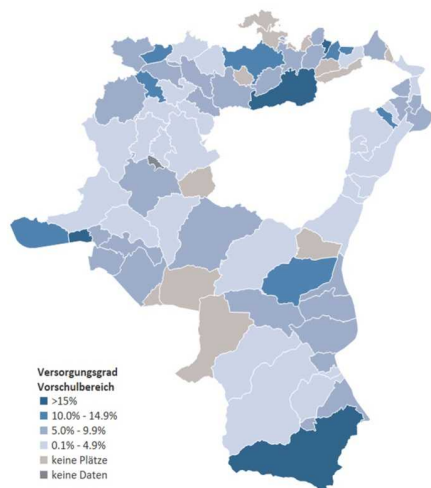 Versorgungsgrad
Vorschulbereich
>15%
10.0% - 14.9%
5.0% - 9.9%
0.1% - 4.9%
keine Plätze
keine Daten